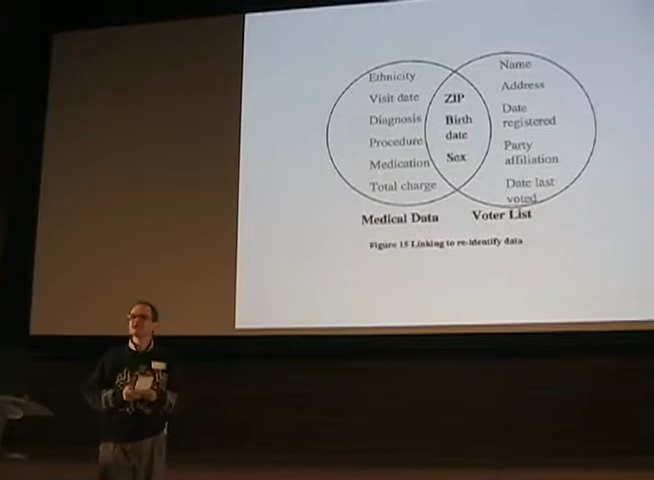 Ethnicity
Visit date
Diagnosis
Procedure
Medication
Total charge
ZIP
Birth
date
Sex
Name
Address
Date
registered
Party
affiliation
Date last
voted
Medical Data
Voter List
Figure 15 Linking to re-identify data